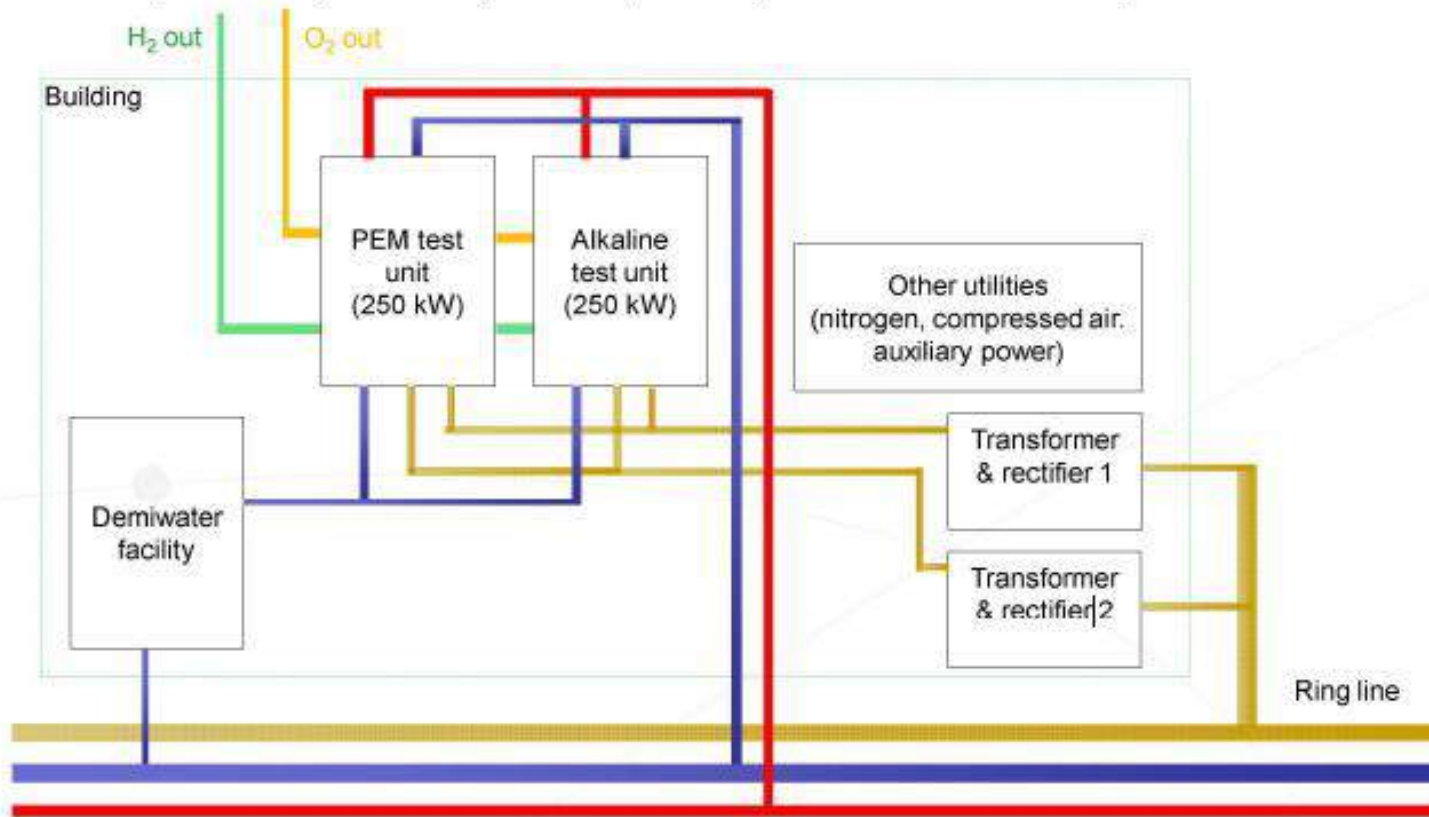 H₂ out
O₂ out
Building
PEM test
unit
(250 kW)
Alkaline
test unit
(250 kW)
Other utilities
(nitrogen, compressed air.
auxiliary power)
Transformer
& rectifier 1
Demiwater
facility
Transformer
& rectifier 2
Ring line